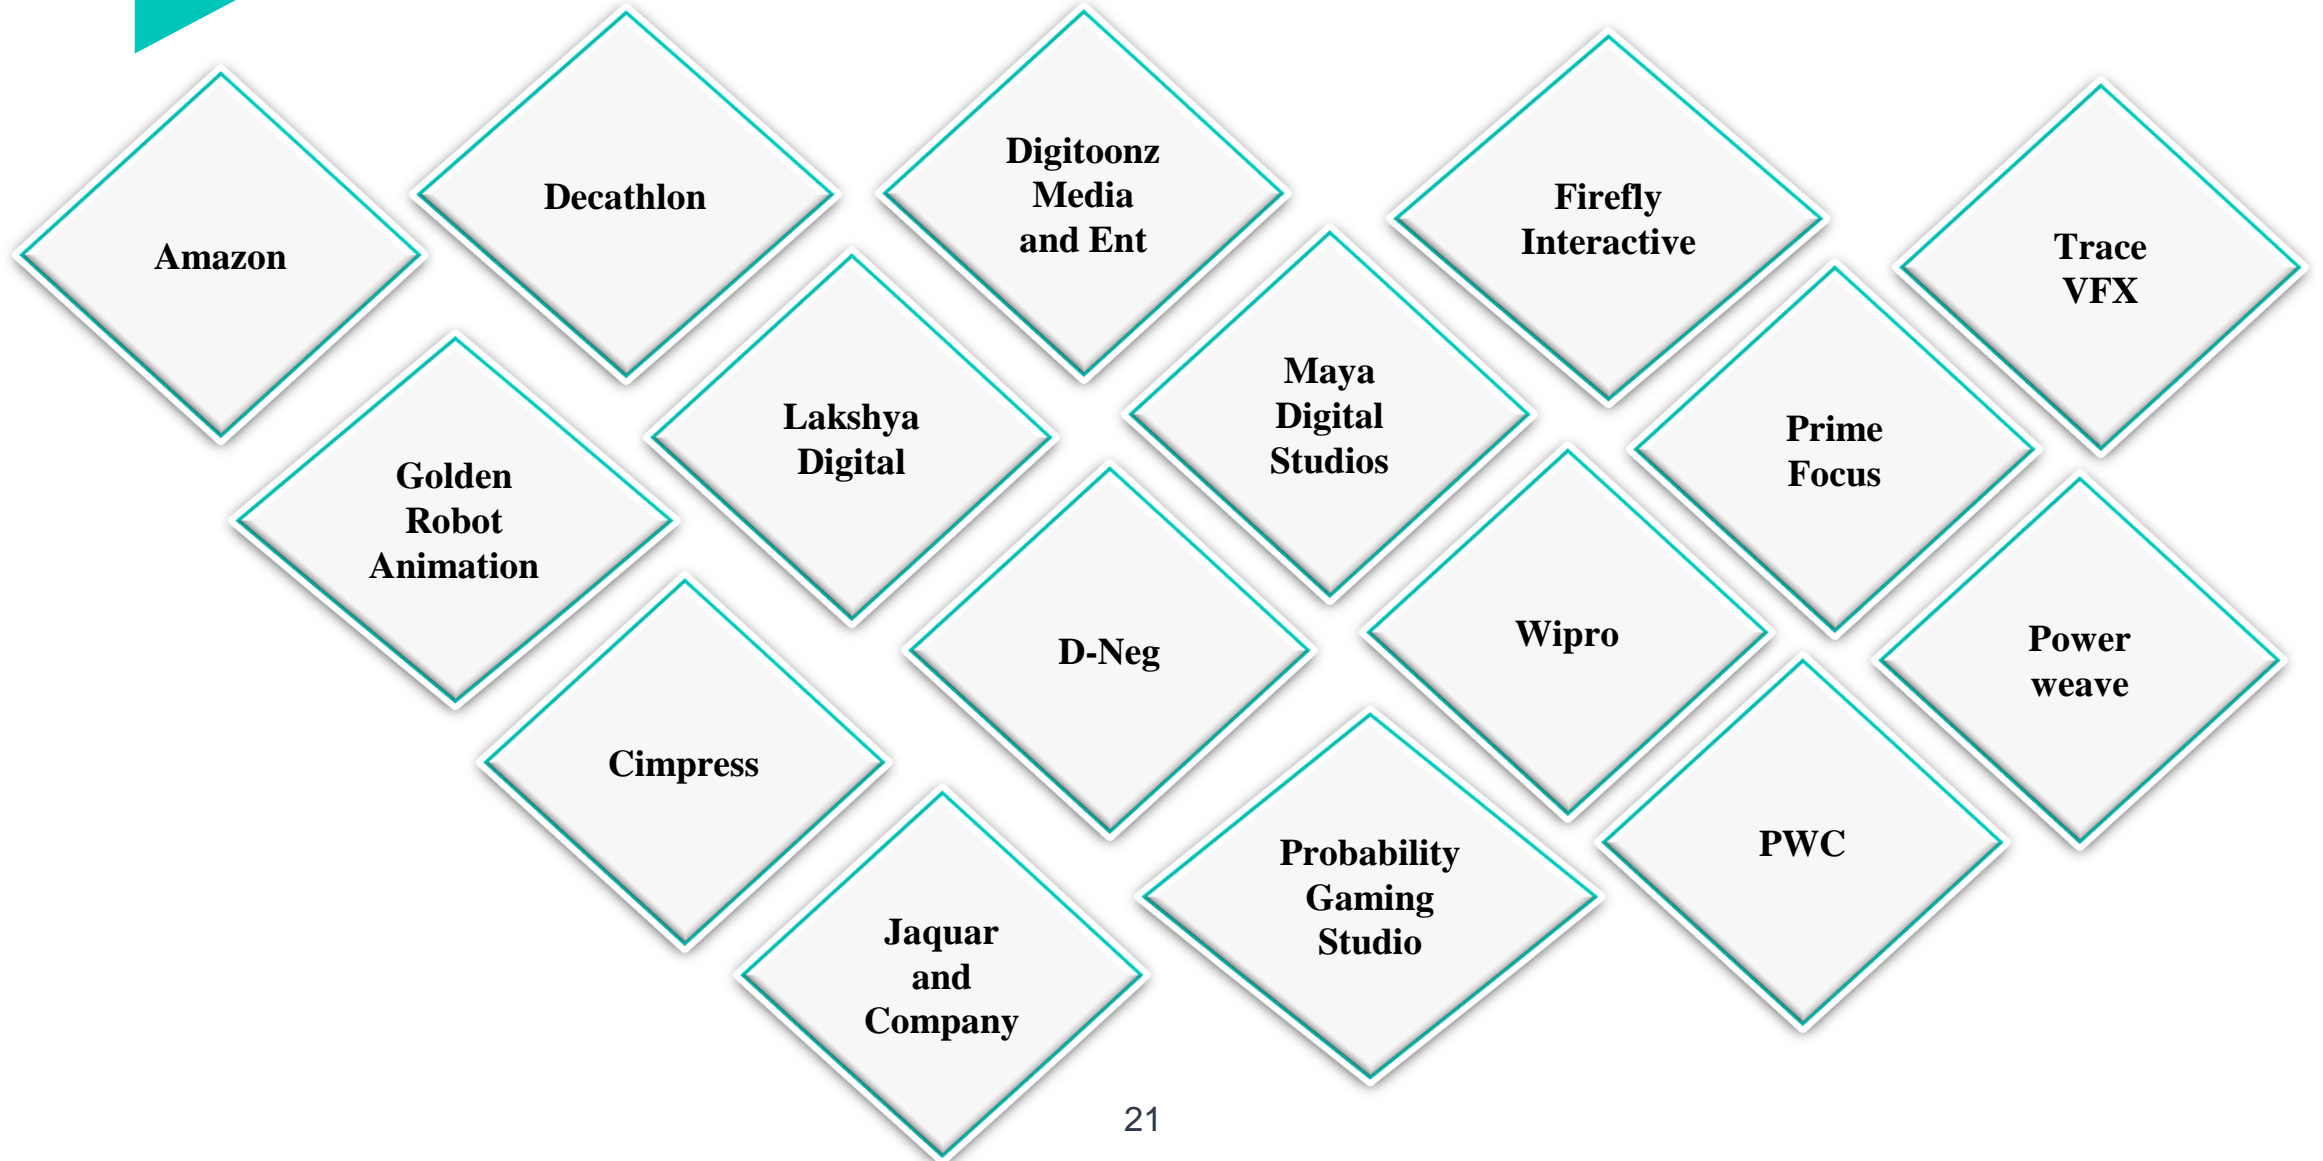 Amazon
Decathlon
Digitoonz
Media
and Ent
Firefly
Interactive
Trace
VFX
Golden
Robot
Animation
Lakshya
Digital
Maya
Digital
Studios
Prime
Focus
Cimpress
D-Neg
Wipro
Power
weave
Jaquar
and
Company
Probability
Gaming
Studio
PWC
21